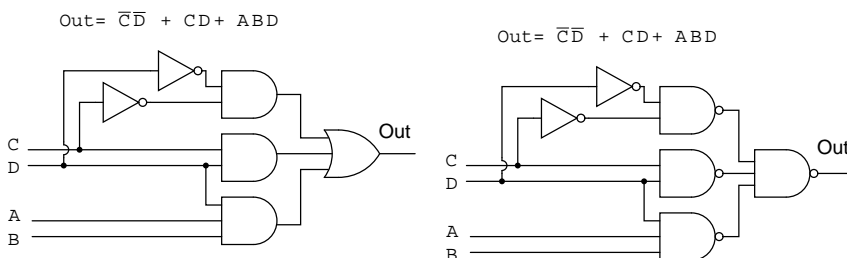 Out= C̅D̅ + CD+ ABD
Out
C
D
A
B
Out= C̅D̅ + CD+ ABD
Out
C
D
A
B